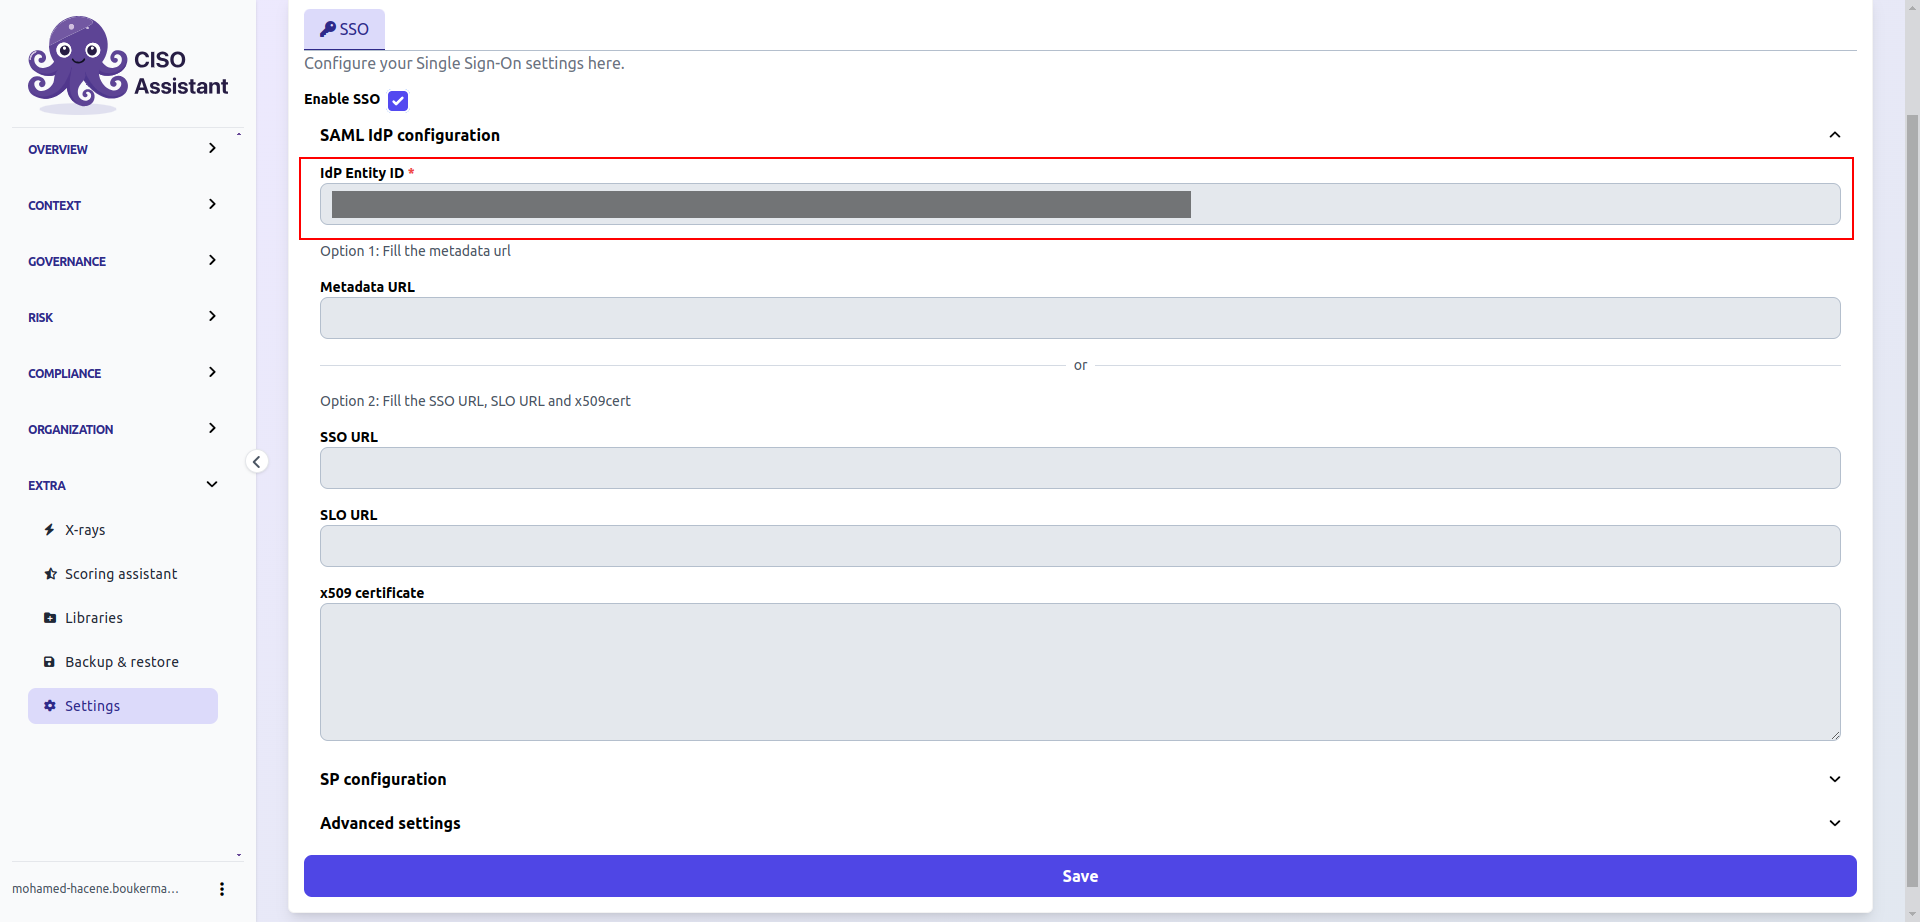 CISO
Assistant
OVERVIEW
CONTEXT
GOVERNANCE
RISK
COMPLIANCE
ORGANIZATION
EXTRA
X-rays
Scoring assistant
Libraries
Backup & restore
Settings
mohamed-hacene.boukerma...
SSO
Configure your Single Sign-On settings here.
Enable SSO
SAML IdP configuration
IdP Entity ID *
Option 1: Fill the metadata url
Metadata URL
or
Option 2: Fill the SSO URL, SLO URL and x509cert
SSO URL
SLO URL
x509 certificate
SP configuration
Advanced settings
Save